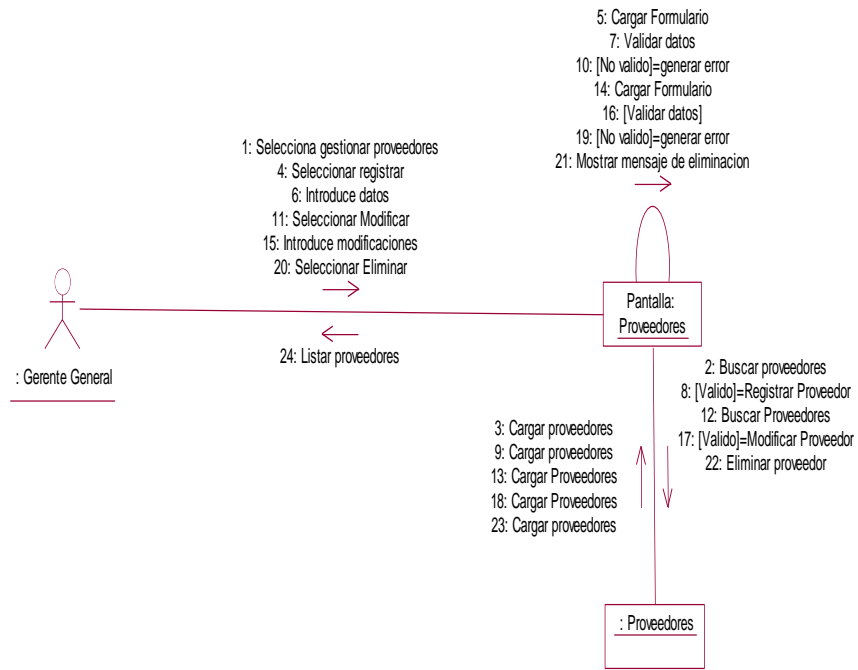 5: Cargar Formulario
7: Validar datos
10: [No valido]=generar error
14: Cargar Formulario
16: [Validar datos]
19: [No valido]=generar error
21: Mostrar mensaje de eliminacion
1: Selecciona gestionar proveedores
4: Seleccionar registrar
6: Introduce datos
11: Seleccionar Modificar
15: Introduce modificaciones
20: Seleccionar Eliminar
24: Listar proveedores
: Gerente General
Pantalla:
Proveedores
2: Buscar proveedores
8: [Valido]=Registrar Proveedor
12: Buscar Proveedores
17: [Valido]=Modificar Proveedor
22: Eliminar proveedor
3: Cargar proveedores
9: Cargar proveedores
13: Cargar Proveedores
18: Cargar Proveedores
23: Cargar proveedores
: Proveedores